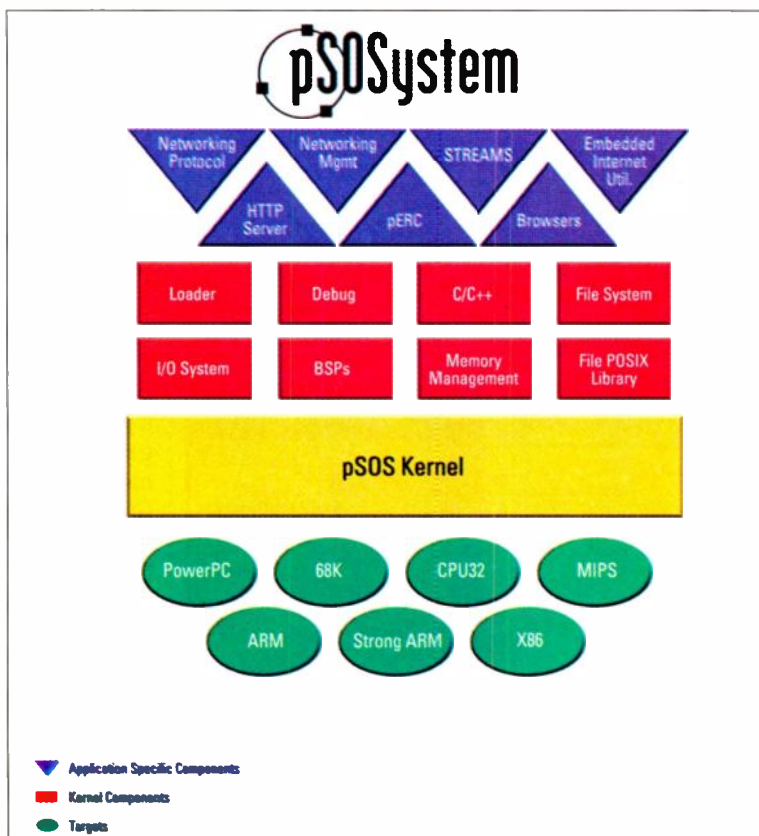 pSOSystem
Networking
Protocol
Networking
Mgmt
STREAMS
Embedded
Internet
Util.
HTTP
Server
pERC
Browsers
Loader
Debug
C/C++
File System
I/O System
BSPs
Memory
Management
File POSIX
Library
pSOS Kernel
PowerPC
68K
CPU32
MIPS
ARM
Strong ARM
X86
Application Specific Components
Kernel Components
Targets